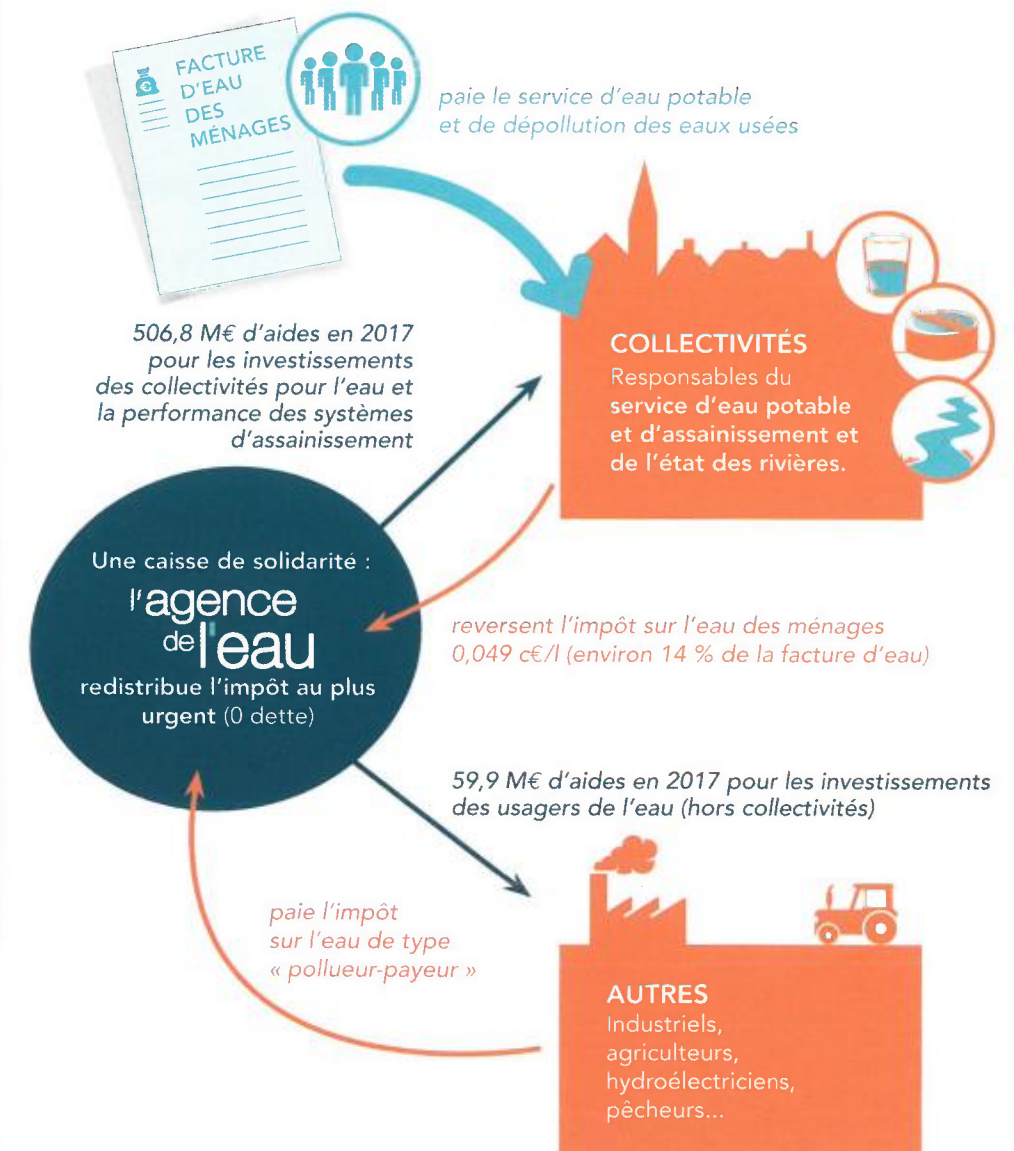 FACTURE
D'EAU
DES
MÉNAGES
paie le service d'eau potable
et de dépollution des eaux usées
506,8 M€ d'aides en 2017
pour les investissements
des collectivités pour l'eau et
la performance des systèmes
d'assainissement
COLLECTIVITÉS
Responsables du
service d'eau potable
et d'assainissement et
de l'état des rivières.
Une caisse de solidarité :
l'agence
de l'eau
redistribue l'impôt au plus
urgent (0 dette)
reversent l'impôt sur l'eau des ménages
0,049 c€/l (environ 14 % de la facture d'eau)
59,9 M€ d'aides en 2017 pour les investissements
des usagers de l'eau (hors collectivités)
paie l'impôt
sur l'eau de type
« pollueur-payeur »
AUTRES
Industriels,
agriculteurs,
hydroélectriciens,
pêcheurs...